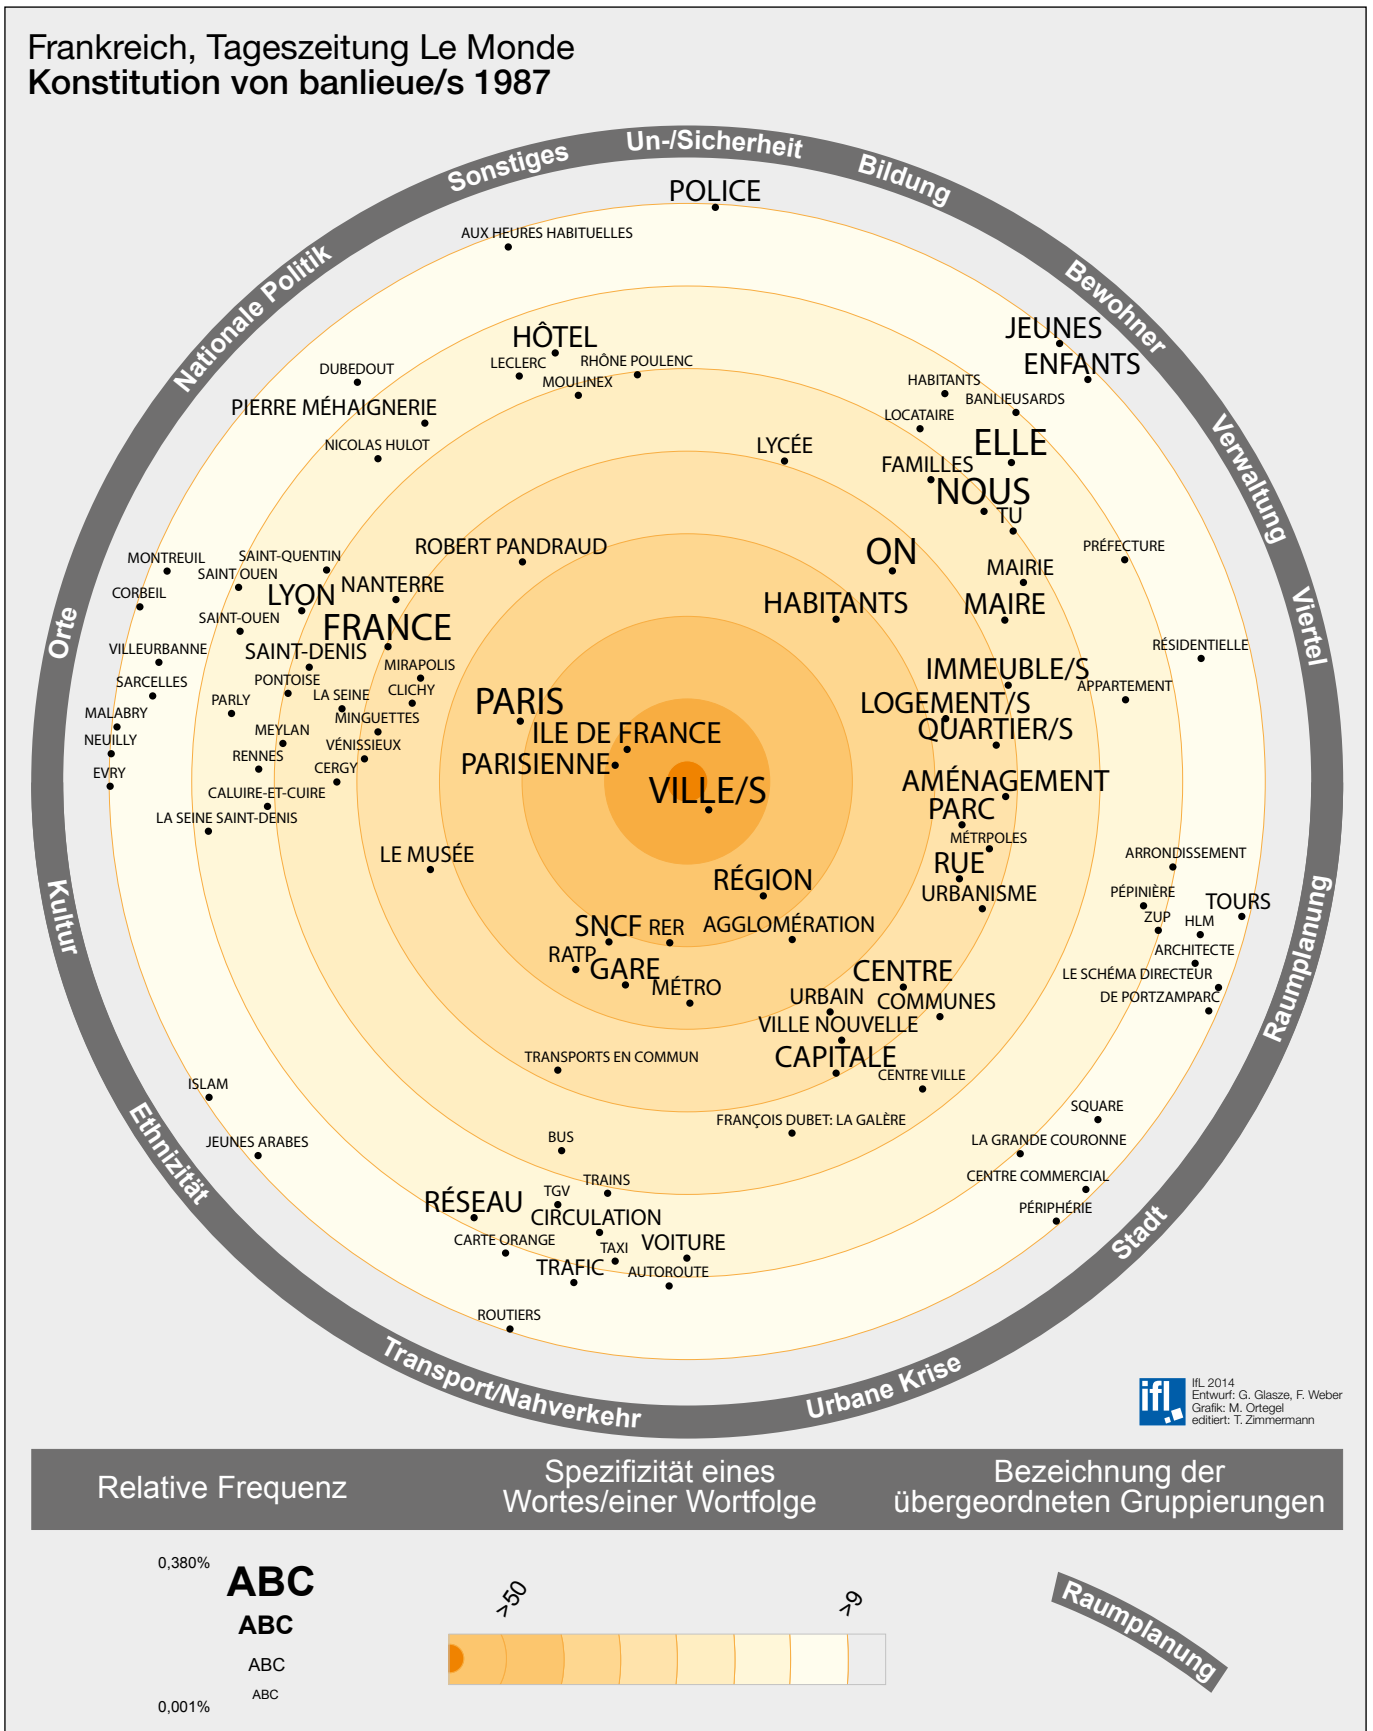 Frankreich, Tageszeitung Le Monde
Konstitution von banlieue/s 1987
Un-/Sicherheit
Sonstiges
Bildung
Nationale Politik
Bewohner
Verwaltung
Orte
Viertel
Kultur
Raumplanung
Ethnizität
Stadt
Transport/Nahverkehr
Urbane Krise
POLICE
AUX HEURES HABITUELLES
JEUNES
HÔTEL
ENFANTS
LECLERC
RHÔNE POULENC
DUBEDOUT
MOULINEX
HABITANTS
BANLIEUSARDS
PIERRE MÉHAIGNERIE
LOCATAIRE
NICOLAS HULOT
LYCÉE
ELLE
FAMILLES
NOUS
TU
ROBERT PANDRAUD
ON
PRÉFECTURE
MONTREUIL
SAINT-QUENTIN
SAINT OUEN
MAIRIE
CORBEIL
LYON
NANTERRE
HABITANTS
MAIRE
SAINT-OUEN
FRANCE
VILLEURBANNE
SAINT-DENIS
RÉSIDENTIELLE
MIRAPOLIS
IMMEUBLE/S
SARCELLES
PONTOISE
CLICHY
APPARTEMENT
PARLY
LA SEINE
PARIS
LOGEMENT/S
MALABRY
MINGUETTES
QUARTIER/S
NEUILLY
MEYLAN
VÉNISSIEUX
ILE DE FRANCE
RENNES
CERGY
PARISIENNE
EVRY
VILLE/S
AMÉNAGEMENT
CALUIRE-ET-CUIRE
PARC
LA SEINE SAINT-DENIS
MÉTRPOLES
LE MUSÉE
RUE
ARRONDISSEMENT
RÉGION
URBANISME
PÉPINIÈRE
TOURS
ZUP
HLM
SNCF
RER
AGGLOMÉRATION
ARCHITECTE
RATP
GARE
CENTRE
LE SCHÉMA DIRECTEUR
MÉTRO
URBAIN
COMMUNES
DE PORTZAMPARC
VILLE NOUVELLE
TRANSPORTS EN COMMUN
CAPITALE
CENTRE VILLE
ISLAM
SQUARE
FRANÇOIS DUBET: LA GALÈRE
JEUNES ARABES
BUS
LA GRANDE COURONNE
TRAINS
CENTRE COMMERCIAL
RÉSEAU
TGV
PÉRIPHÉRIE
CIRCULATION
CARTE ORANGE
TAXI
VOITURE
TRAFIC
AUTOROUTE
ROUTIERS
ifl
IfL 2014
Entwurf: G. Glasze, F. Weber
Grafik: M. Ortegel
editiert: T. Zimmermann
Relative Frequenz
Spezifizität eines
Wortes/einer Wortfolge
Bezeichnung der
übergeordneten Gruppierungen
0,380%
ABC
ABC
ABC
ABC
0,001%
>50
>9
Raumplanung